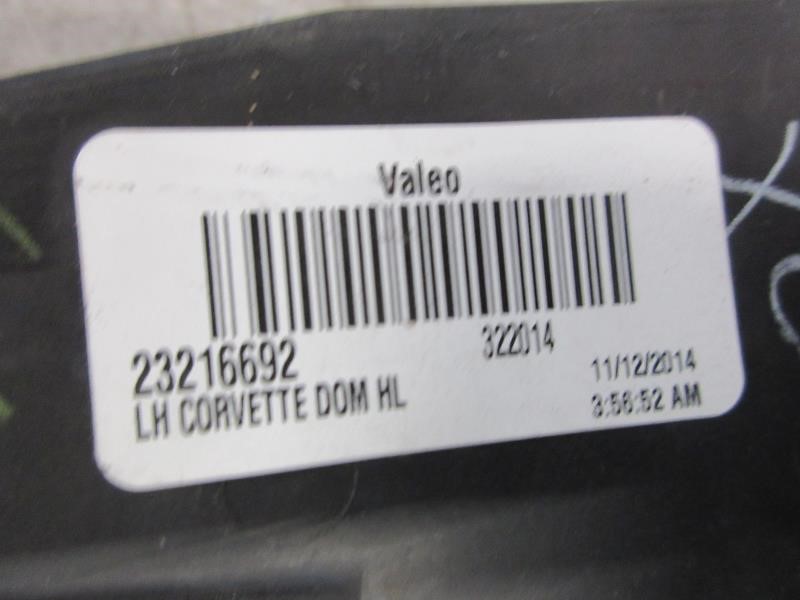 Valeo
23216692
322014
LH CORVETTE DOM HL
11/12/2014
3:56:52 AM